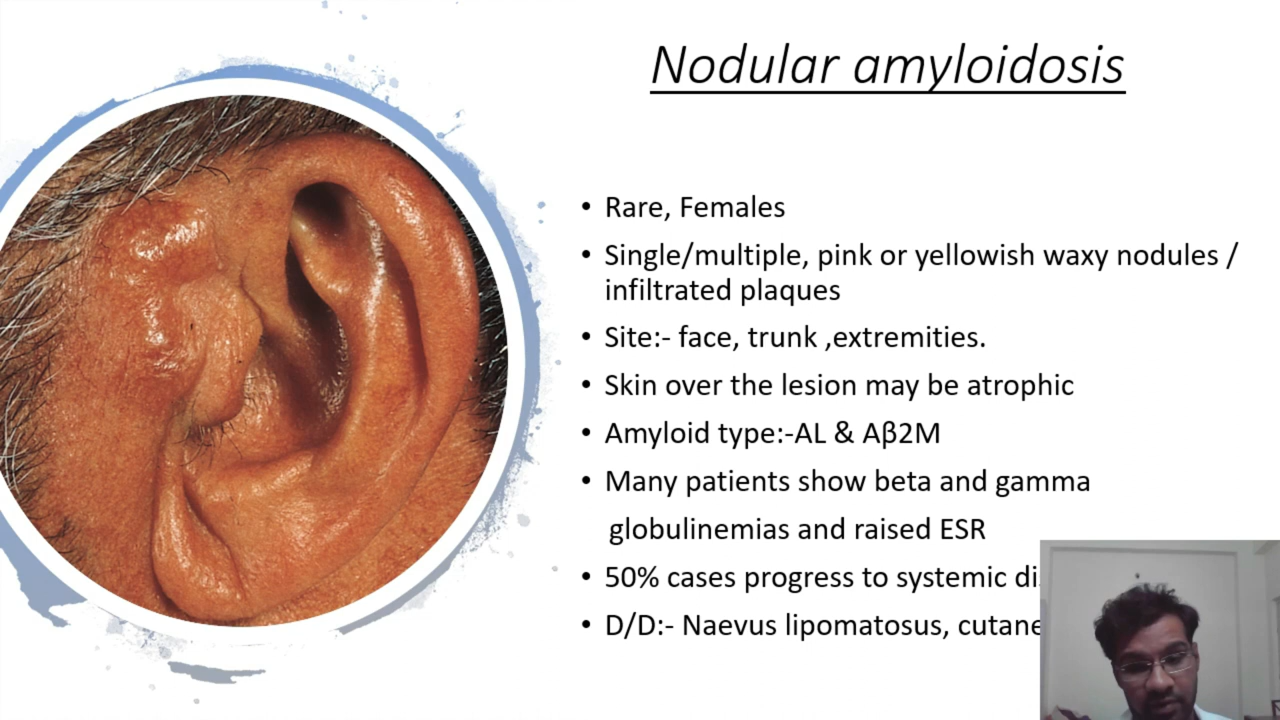 Nodular amyloidosis
• Rare, Females
• Single/multiple, pink or yellowish waxy nodules /
infiltrated plaques
• Site:- face, trunk ,extremities.
• Skin over the lesion may be atrophic
• Amyloid type:-AL & Aβ2M
• Many patients show beta and gamma
globulinemias and raised ESR
• 50% cases progress to systemic
• D/D:- Naevus lipomatosus,